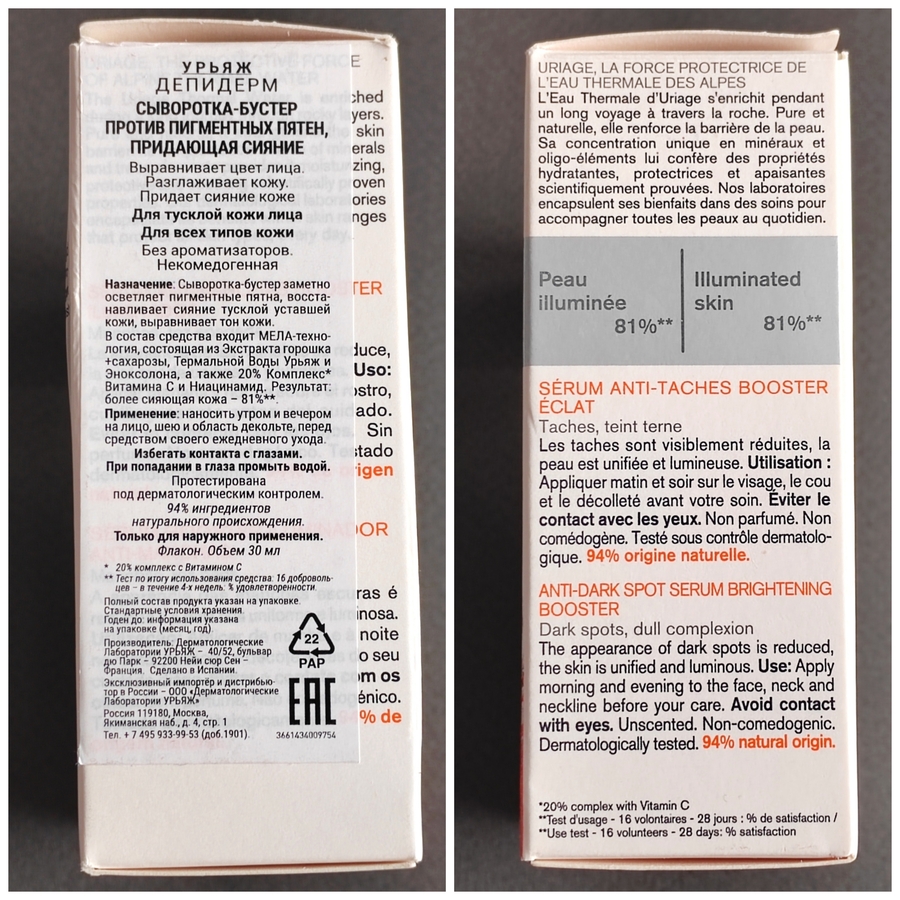 УРЬЯЖ
ДЕПИДЕРМ
СЫВОРОТКА-БУСТЕР
ПРОТИВ ПИГМЕНТНЫХ ПЯТЕН,
ПРИДАЮЩАЯ СИЯНИЕ
Выравнивает цвет лица.
Разглаживает кожу.
Придает сияние коже
Для тусклой кожи лица
Для всех типов кожи
Без ароматизаторов.
Некомедогенная
Назначение: Сыворотка-бустер заметно
осветляет пигментные пятна, восста-
навливает сияние тусклой уставшей
кожи, выравнивает тон кожи.
В состав средства входит МЕЛА-техно-
логия, состоящая из Экстракта горошка
+сахарозы, Термальной Воды Урьяж и
Эноксолона, а также 20% Комплекс*
Витамина С и Ниацинамид. Результат:
более сияющая кожа – 81%**.
Применение: наносить утром и вечером
на лицо, шею и область декольте, перед
средством своего ежедневного ухода.
Избегать контакта с глазами.
При попадании в глаза промыть водой.
Протестирована
под дерматологическим контролем.
94% ингредиентов
натурального происхождения.
Только для наружного применения.
Флакон. Объем 30 мл
* 20% комплекс с Витамином С
** Тест по итогу использования средства: 16 доброволь-
цев – в течение 4-х недель: % удовлетворенности
Полный состав продукта указан на упаковке.
Стандартные условия хранения.
Годен до: информация указана
на упаковке (месяц, год).
Производитель: Дерматологические
Лаборатории УРЬЯЖ – 40/52, бульвар
дю Парк – 92200 Нейи сюр Сен –
Франция. Сделано в Испании.
Эксклюзивный импортёр и дистрибью-
тор в России – ООО «Дерматологические
Лаборатории УРЬЯЖ»
Россия 119180, Москва,
Якиманская наб., д. 4, стр. 1
Тел. + 7 495 933-99-53 (доб.1901).
22
PAP
EAC
3661434009754
Uso:
Sin
URIAGE, LA FORCE PROTECTRICE DE
L'EAU THERMALE DES ALPES
L'Eau Thermale d'Uriage s'enrichit pendant
un long voyage à travers la roche. Pure et
naturelle, elle renforce la barrière de la peau.
Sa concentration unique en minéraux et
oligo-éléments lui confère des propriétés
hydratantes, protectrices et apaisantes
scientifiquement prouvées. Nos laboratoires
encapsulent ses bienfaits dans des soins pour
accompagner toutes les peaux au quotidien.
Peau
illuminée
81%**
Illuminated
skin
81%**
SÉRUM ANTI-TACHES BOOSTER
ÉCLAT
Taches, teint terne
Les taches sont visiblement réduites, la
peau est unifiée et lumineuse. Utilisation :
Appliquer matin et soir sur le visage, le cou
et le décolleté avant votre soin. Éviter le
contact avec les yeux. Non parfumé. Non
comédogène. Testé sous contrôle dermatolo-
gique. 94% origine naturelle.
ANTI-DARK SPOT SERUM BRIGHTENING
BOOSTER
Dark spots, dull complexion
The appearance of dark spots is reduced,
the skin is unified and luminous. Use: Apply
morning and evening to the face, neck and
neckline before your care. Avoid contact
with eyes. Unscented. Non-comedogenic.
Dermatologically tested. 94% natural origin.
*20% complex with Vitamin C
**Test d'usage - 16 volontaires - 28 jours : % de satisfaction /
**Use test - 16 volunteers - 28 days: % satisfaction